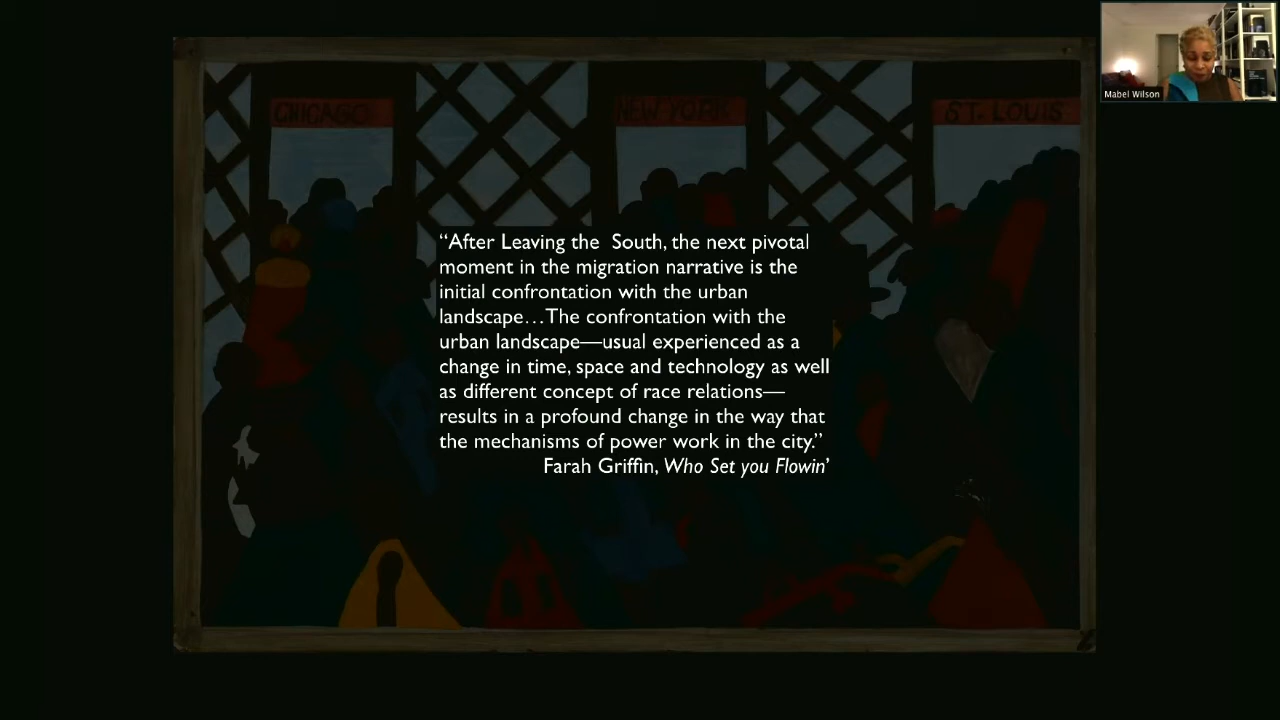 CHICAGO
NEW YORK
ST. LOUIS
Mabel Wilson
“After Leaving the  South, the next pivotal
moment in the migration narrative is the
initial confrontation with the urban
landscape…The confrontation with the
urban landscape—usual experienced as a
change in time, space and technology as well
as different concept of race relations—
results in a profound change in the way that
the mechanisms of power work in the city.”
Farah Griffin, Who Set you Flowin’